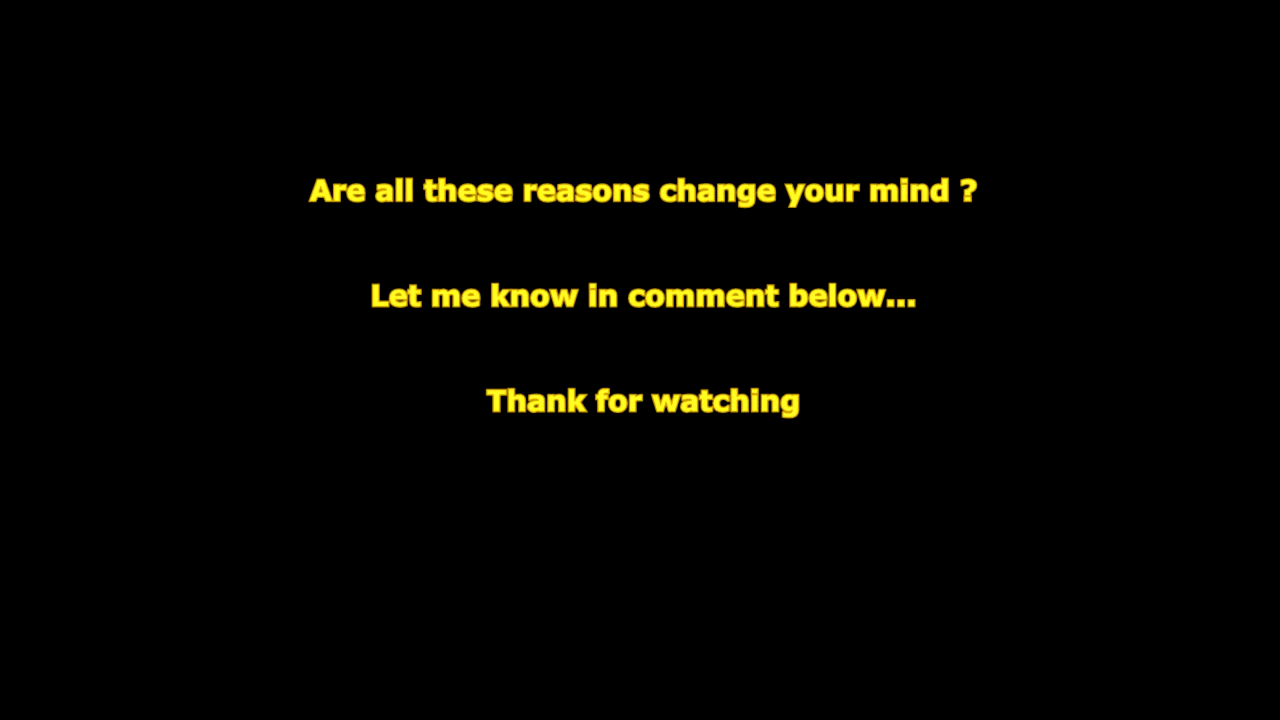 Are all these reasons change your mind ?
Let me know in comment below...
Thank for watching